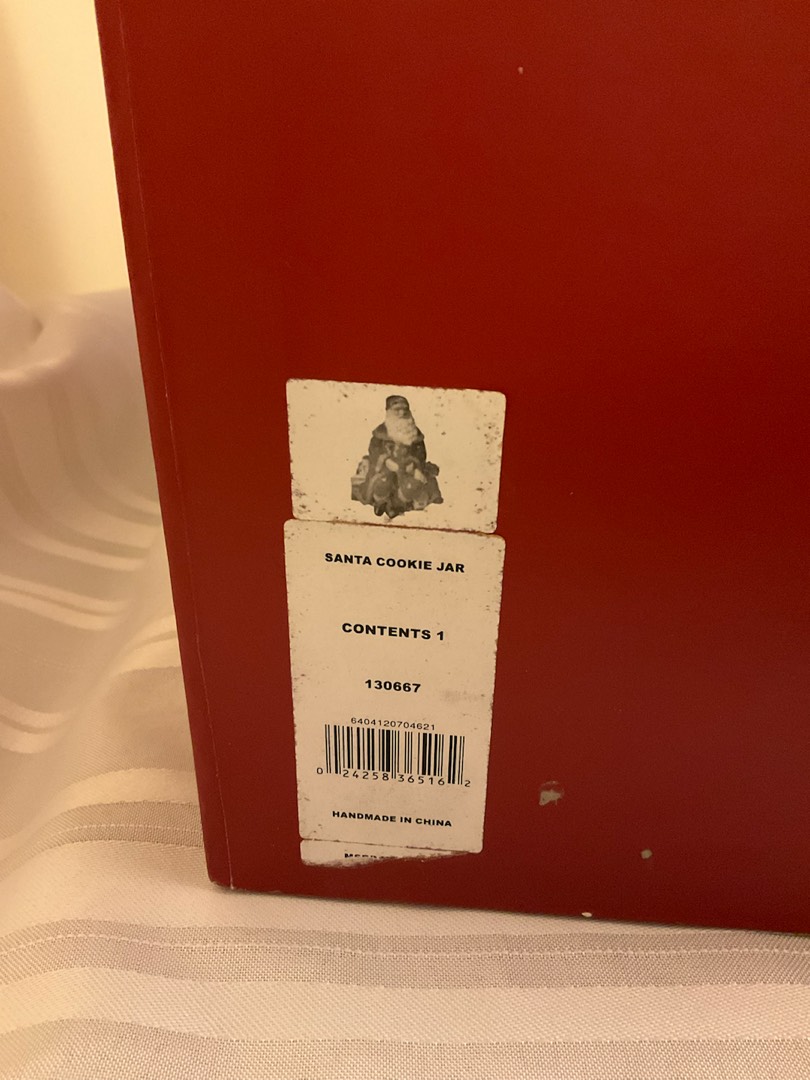 SANTA COOKIE JAR
CONTENTS 1
130667
6404120704621
0 24258 36516 2
HANDMADE IN CHINA